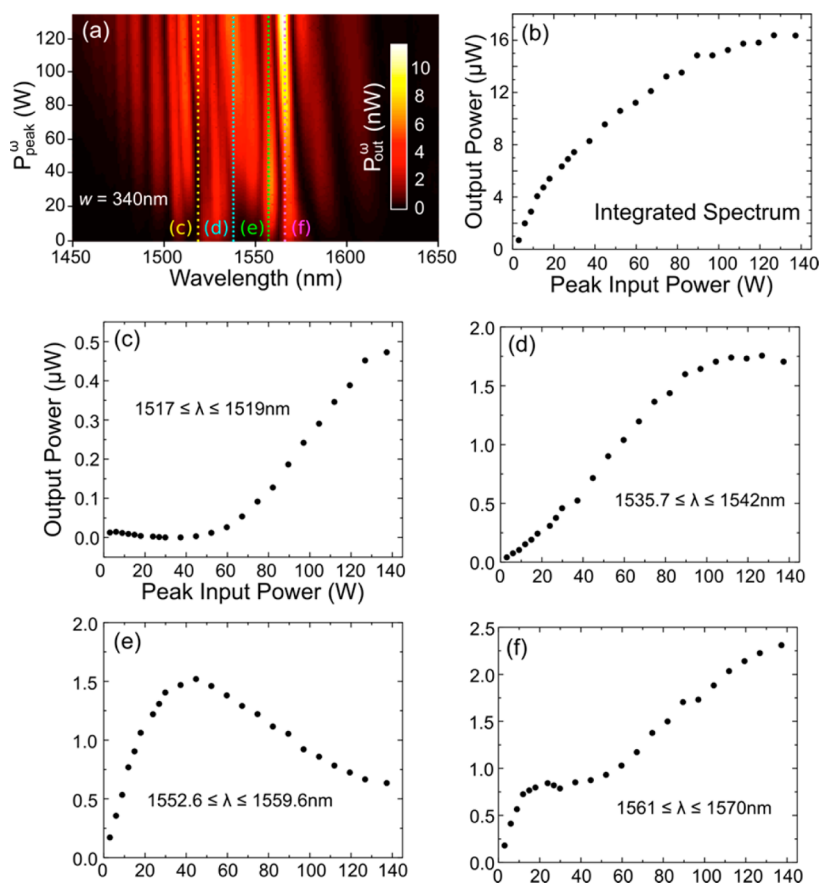 (a)
P^ω_peak (W)
120
100
80
60
40
20
0
w = 340nm
(c) (d) (e) (f)
10
8
6
4
2
0
P^ω_out (nW)
1450 1500 1550 1600 1650
Wavelength (nm)
(b)
Output Power (µW)
16
12
8
4
0
Integrated Spectrum
0 20 40 60 80 100 120 140
Peak Input Power (W)
(c)
Output Power (µW)
0.5
0.4
0.3
0.2
0.1
0.0
1517 ≤ λ ≤ 1519nm
0 20 40 60 80 100 120 140
Peak Input Power (W)
(d)
2.0
1.5
1.0
0.5
0.0
1535.7 ≤ λ ≤ 1542nm
0 20 40 60 80 100 120 140
(e)
2.0
1.5
1.0
0.5
0.0
1552.6 ≤ λ ≤ 1559.6nm
0 20 40 60 80 100 120 140
(f)
2.5
2.0
1.5
1.0
0.5
0.0
1561 ≤ λ ≤ 1570nm
0 20 40 60 80 100 120 140